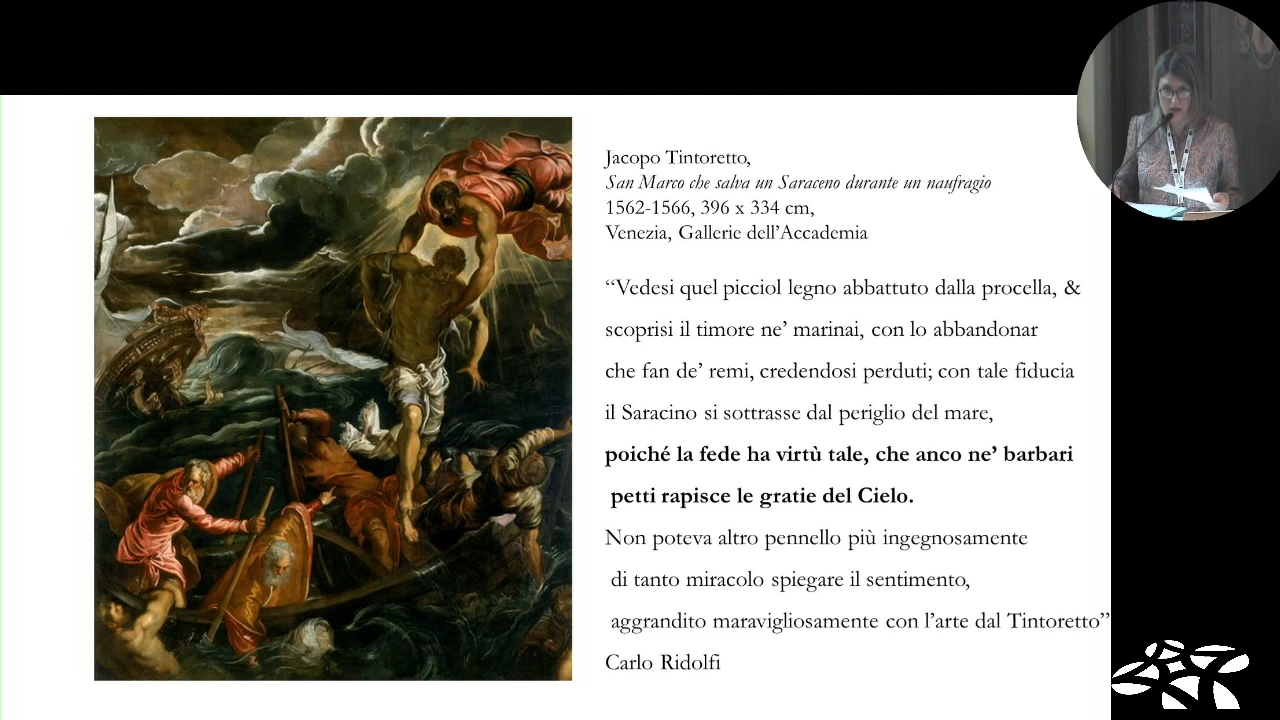 Jacopo Tintoretto,
San Marco che salva un Saraceno durante un naufragio
1562-1566, 396 x 334 cm,
Venezia, Gallerie dell’Accademia
“Vedesi quel picciol legno abbattuto dalla procella, &
scoprisi il timore ne’ marinai, con lo abbandonar
che fan de’ remi, credendosi perduti; con tale fiducia
il Saracino si sottrasse dal periglio del mare,
poiché la fede ha virtù tale, che anco ne’ barbari
petti rapisce le gratie del Cielo.
Non poteva altro pennello più ingegnosamente
di tanto miracolo spiegare il sentimento,
aggrandito maravigliosamente con l’arte dal Tintoretto”
Carlo Ridolfi